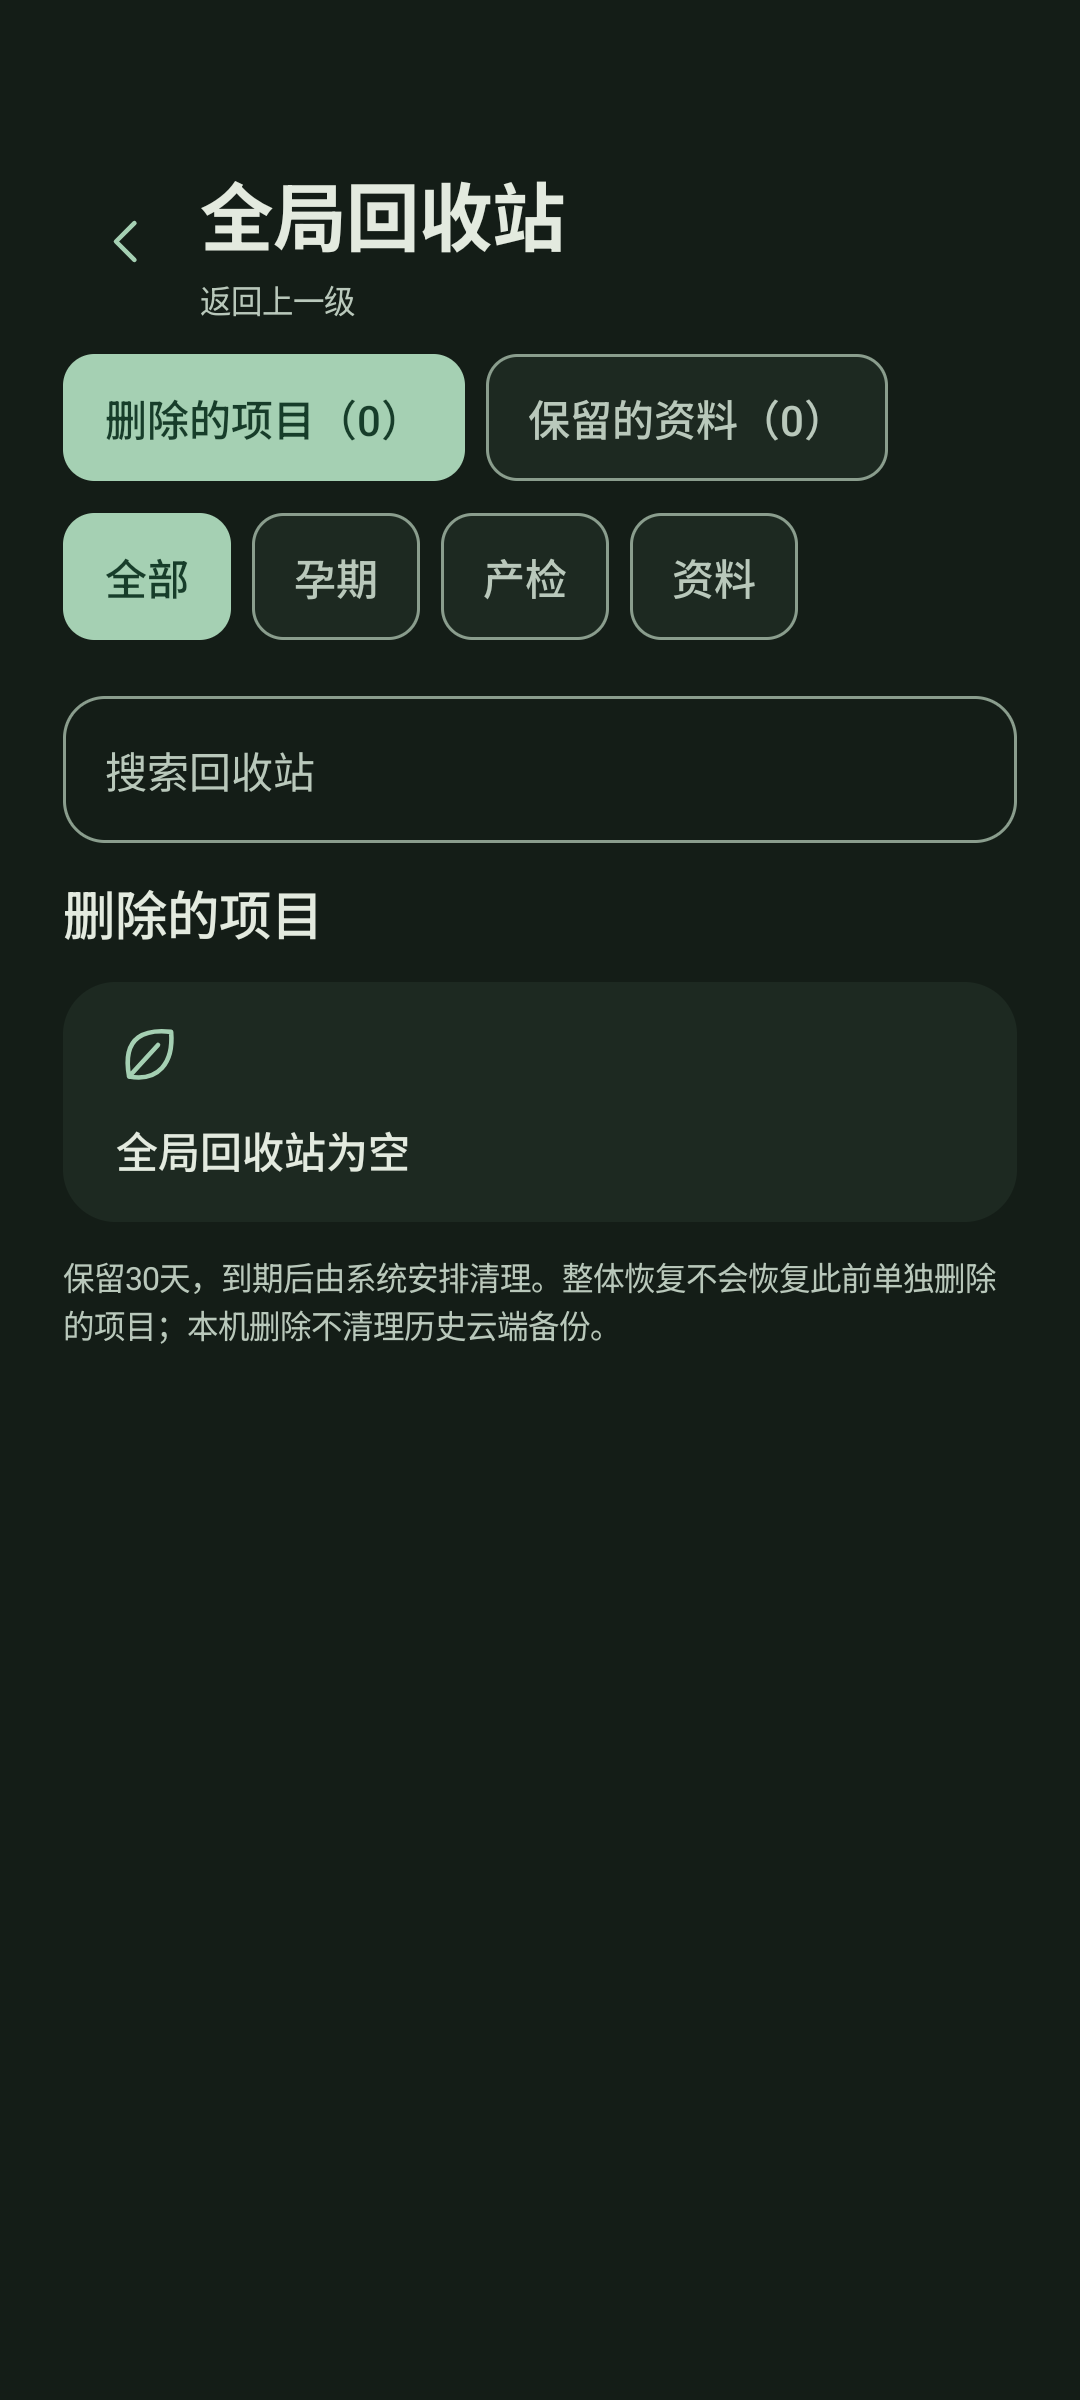 全局回收站
返回上一级
删除的项目（0）
保留的资料（0）
全部
孕期
产检
资料
搜索回收站
删除的项目
全局回收站为空
保留30天，到期后由系统安排清理。整体恢复不会恢复此前单独删除
的项目；本机删除不清理历史云端备份。